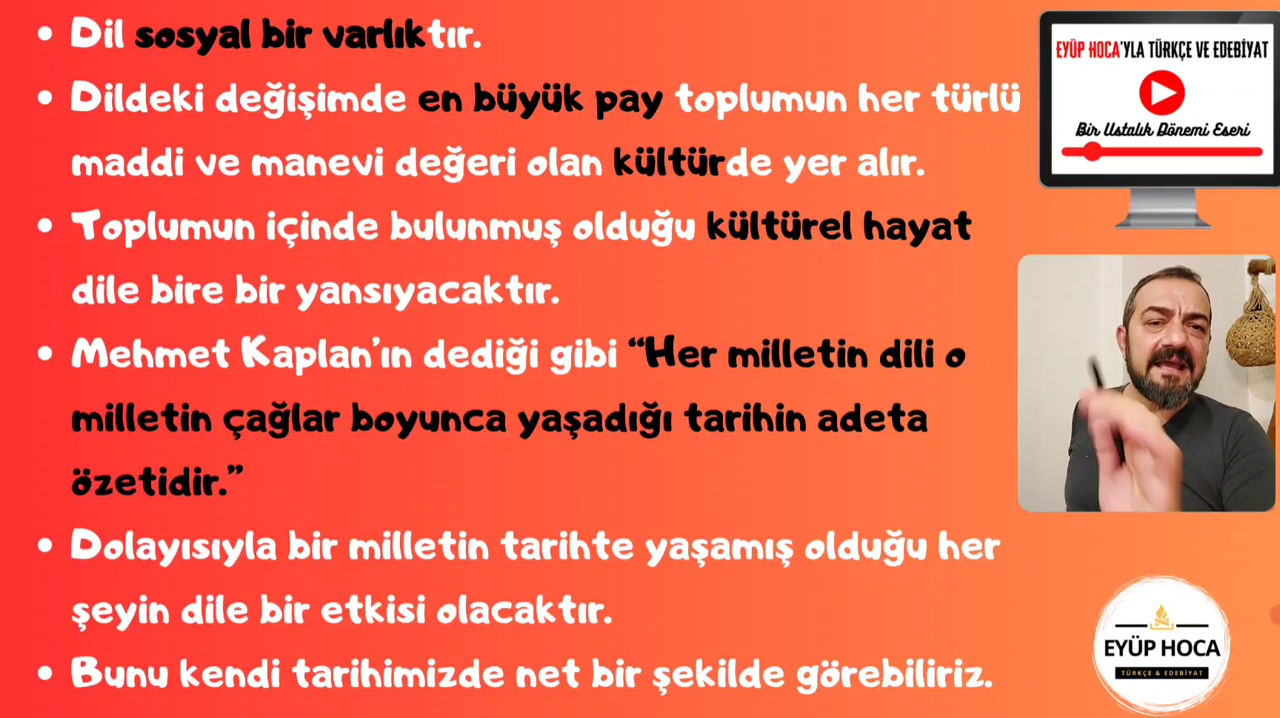 • Dil sosyal bir varlıktır.
• Dildeki değişimde en büyük pay toplumun her türlü
maddi ve manevi değeri olan kültürde yer alır.
• Toplumun içinde bulunmuş olduğu kültürel hayat
dile bire bir yansıyacaktır.
• Mehmet Kaplan’ın dediği gibi “Her milletin dili o
milletin çağlar boyunca yaşadığı tarihin adeta
özetidir.”
• Dolayısıyla bir milletin tarihte yaşamış olduğu her
şeyin dile bir etkisi olacaktır.
• Bunu kendi tarihimizde net bir şekilde görebiliriz.
EYÜP HOCA'YLA TÜRKÇE VE EDEBİYAT
Bir Ustalık Dönemi Eseri
EYÜP HOCA
TÜRKÇE & EDEBİYAT